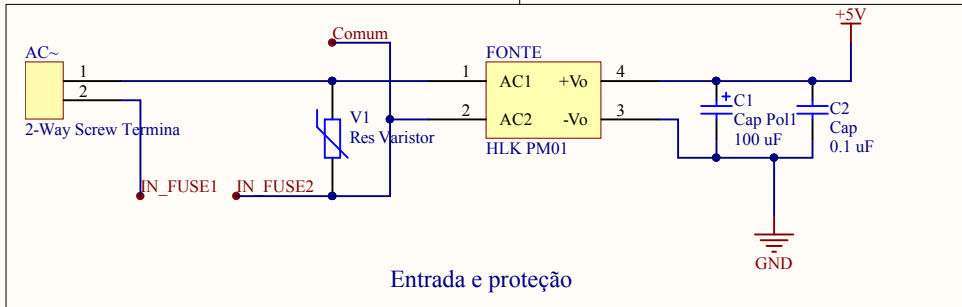 +5V
Comum
AC~
FONTE
1
2
2-Way Screw Termina
V1
Res Varistor
1
2
AC1
AC2
+Vo
-Vo
4
3
HLK PM01
+
C1
Cap Pol1
100 uF
C2
Cap
0.1 uF
IN_FUSE1
IN_FUSE2
GND
Entrada e proteção